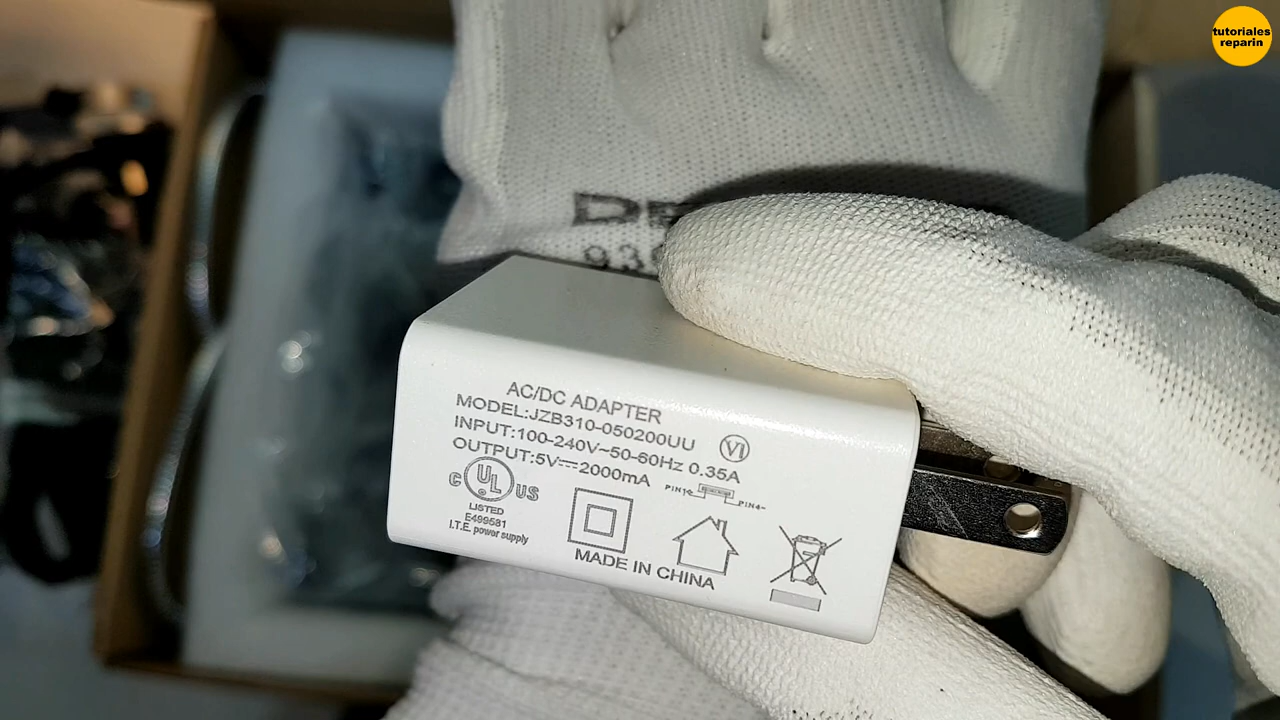 tutoriales
reparin
AC/DC ADAPTER
MODEL:JZB310-050200UU
INPUT:100-240V~50-60Hz 0.35A
VI
OUTPUT:5V⎓2000mA
PIN1+
PIN4-
C UL US
LISTED
E499581
I.T.E. power supply
MADE IN CHINA